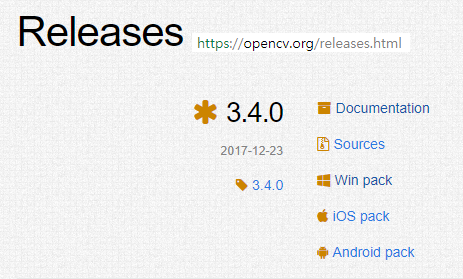 Releases
https://opencv.org/releases.html
3.4.0
2017-12-23
3.4.0
Documentation
Sources
Win pack
iOS pack
Android pack